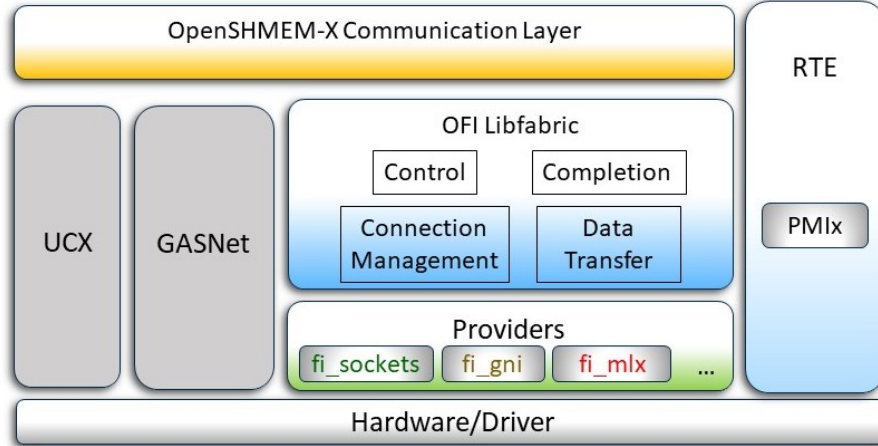 OpenSHMEM-X Communication Layer
RTE
UCX
GASNet
OFI Libfabric
Control
Completion
Connection
Management
Data
Transfer
PMIx
Providers
fi_sockets
fi_gni
fi_mlx
...
Hardware/Driver